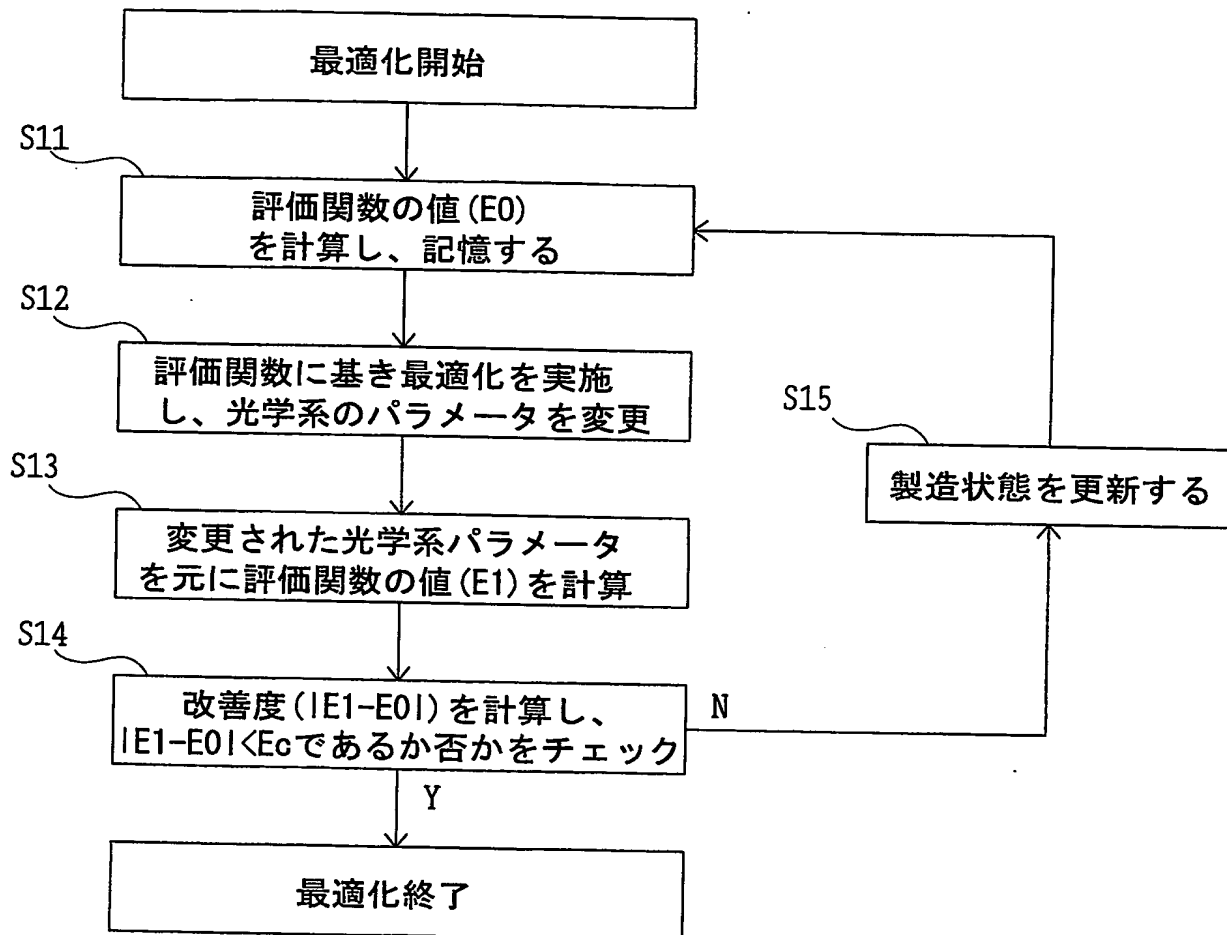 最適化開始
S11
評価関数の値(E0)
を計算し、記憶する
S12
評価関数に基き最適化を実施
し、光学系のパラメータを変更
S13
変更された光学系パラメータ
を元に評価関数の値(E1)を計算
S14
改善度(|E1-E0|)を計算し、
|E1-E0|<Ecであるか否かをチェック
N
S15
製造状態を更新する
Y
最適化終了